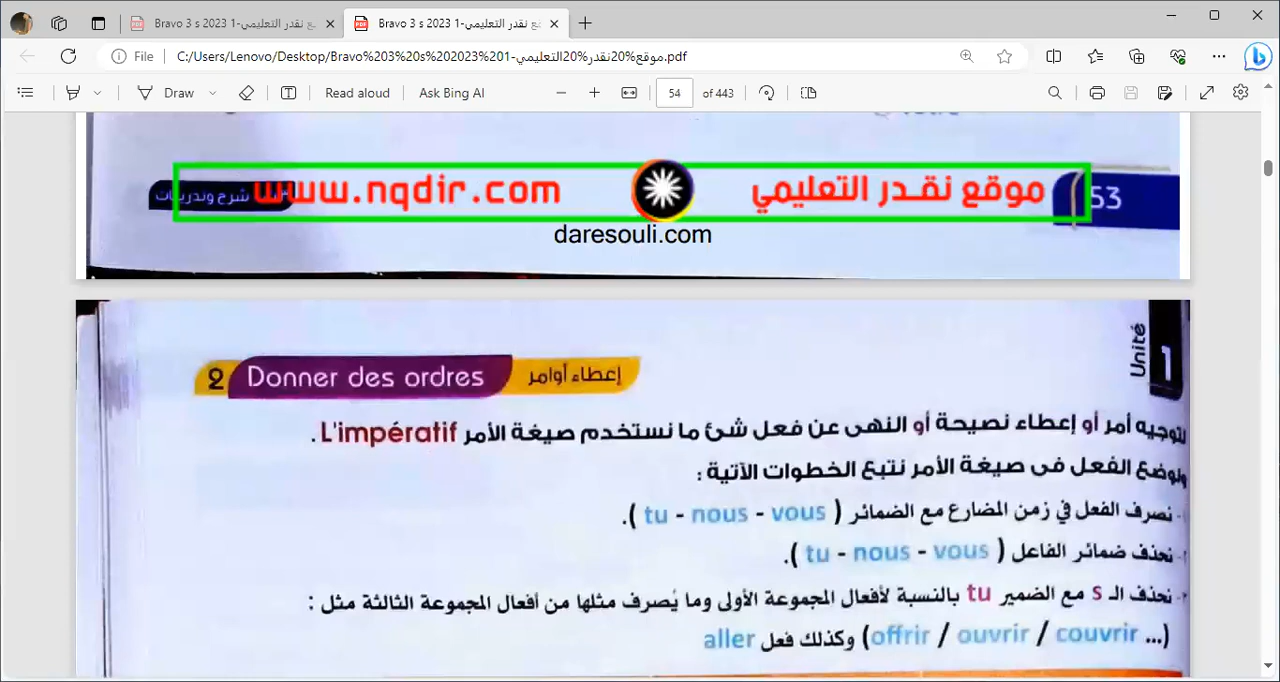 Bravo 3 s 2023 1-موقع نقدر التعليمي
Bravo 3 s 2023 1-موقع نقدر التعليمي
File
C:/Users/Lenovo/Desktop/Bravo%203%20s%202023%201-موقع%20نقدر%20التعليمي.pdf
Draw
Read aloud
Ask Bing AI
54 of 443
شرح وتدريبات
www.nqdir.com
موقع نقدر التعليمي
53
daresouli.com
Unité 1
2 Donner des ordres إعطاء أوامر
لتوجيه أمر أو إعطاء نصيحة أو النهى عن فعل شئ ما نستخدم صيغة الأمر L'impératif .
ولوضع الفعل فى صيغة الأمر نتبع الخطوات الآتية :
- نصرف الفعل في زمن المضارع مع الضمائر ( tu - nous - vous ).
- نحذف ضمائر الفاعل ( tu - nous - vous ).
- نحذف الـ s مع الضمير tu بالنسبة لأفعال المجموعة الأولى وما يُصرف مثلها من أفعال المجموعة الثالثة مثل :
(offrir / ouvrir / couvrir ...) وكذلك فعل aller